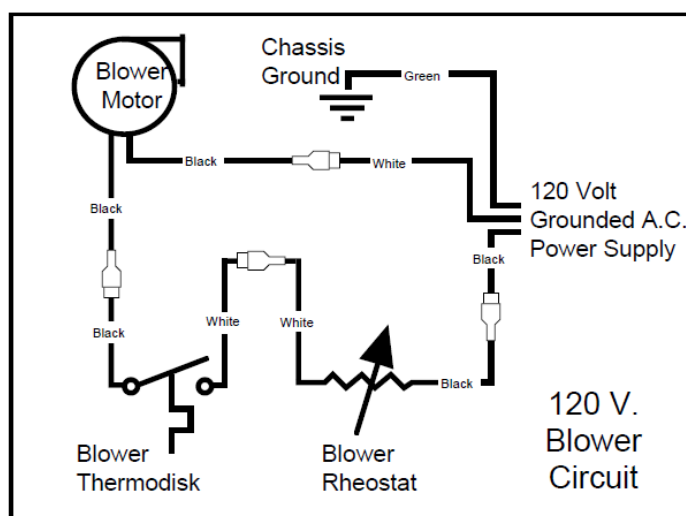 Blower
Motor
Chassis
Ground
Green
Black
White
120 Volt
Grounded A.C.
Power Supply
Black
Black
Black
White
White
Black
Blower
Thermodisk
Blower
Rheostat
120 V.
Blower
Circuit